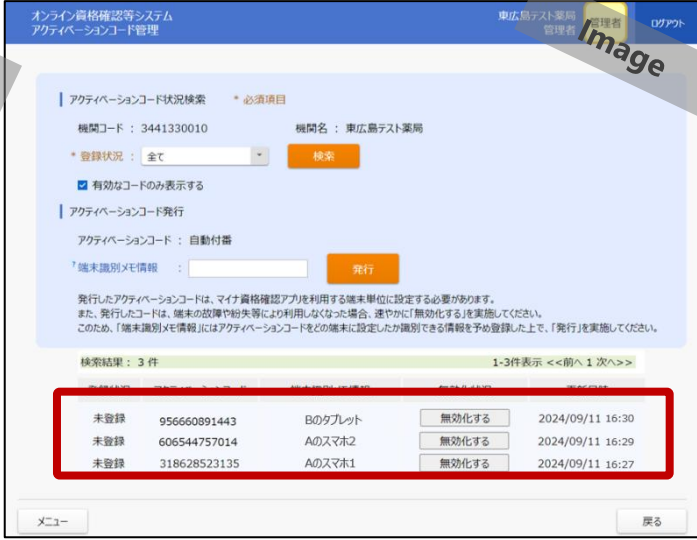 オンライン資格確認等システム
アクティベーションコード管理
東広島テスト薬局
管理者
管理者
ログアウト
Image
アクティベーションコード状況検索 * 必須項目
機関コード : 3441330010 機関名 : 東広島テスト薬局
* 登録状況 : 全て 検索
有効なコードのみ表示する
アクティベーションコード発行
アクティベーションコード : 自動付番
?端末識別メモ情報 : 発行
発行したアクティベーションコードは、マイナ資格確認アプリを利用する端末単位に設定する必要があります。
また、発行したコードは、端末の故障や紛失等により利用しなくなった場合、速やかに「無効化する」を実施してください。
このため、「端末識別メモ情報」にはアクティベーションコードをどの端末に設定したか識別できる情報を予め登録した上で、「発行」を実施してください。
検索結果 : 3 件 1-3件表示 <<前へ 1 次へ>>
未登録 956660891443 Bのタブレット 無効化する 2024/09/11 16:30
未登録 606544757014 Aのスマホ2 無効化する 2024/09/11 16:29
未登録 318628523135 Aのスマホ1 無効化する 2024/09/11 16:27
メニュー 戻る